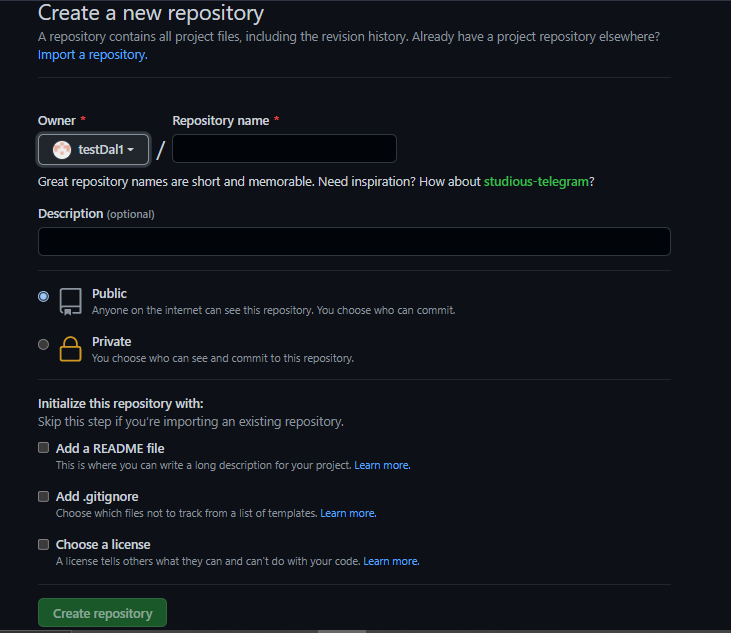 Create a new repository
A repository contains all project files, including the revision history. Already have a project repository elsewhere?
Import a repository.
Owner *
Repository name *
testDal1
/
Great repository names are short and memorable. Need inspiration? How about studious-telegram?
Description (optional)
Public
Anyone on the internet can see this repository. You choose who can commit.
Private
You choose who can see and commit to this repository.
Initialize this repository with:
Skip this step if you're importing an existing repository.
Add a README file
This is where you can write a long description for your project. Learn more.
Add .gitignore
Choose which files not to track from a list of templates. Learn more.
Choose a license
A license tells others what they can and can't do with your code. Learn more.
Create repository